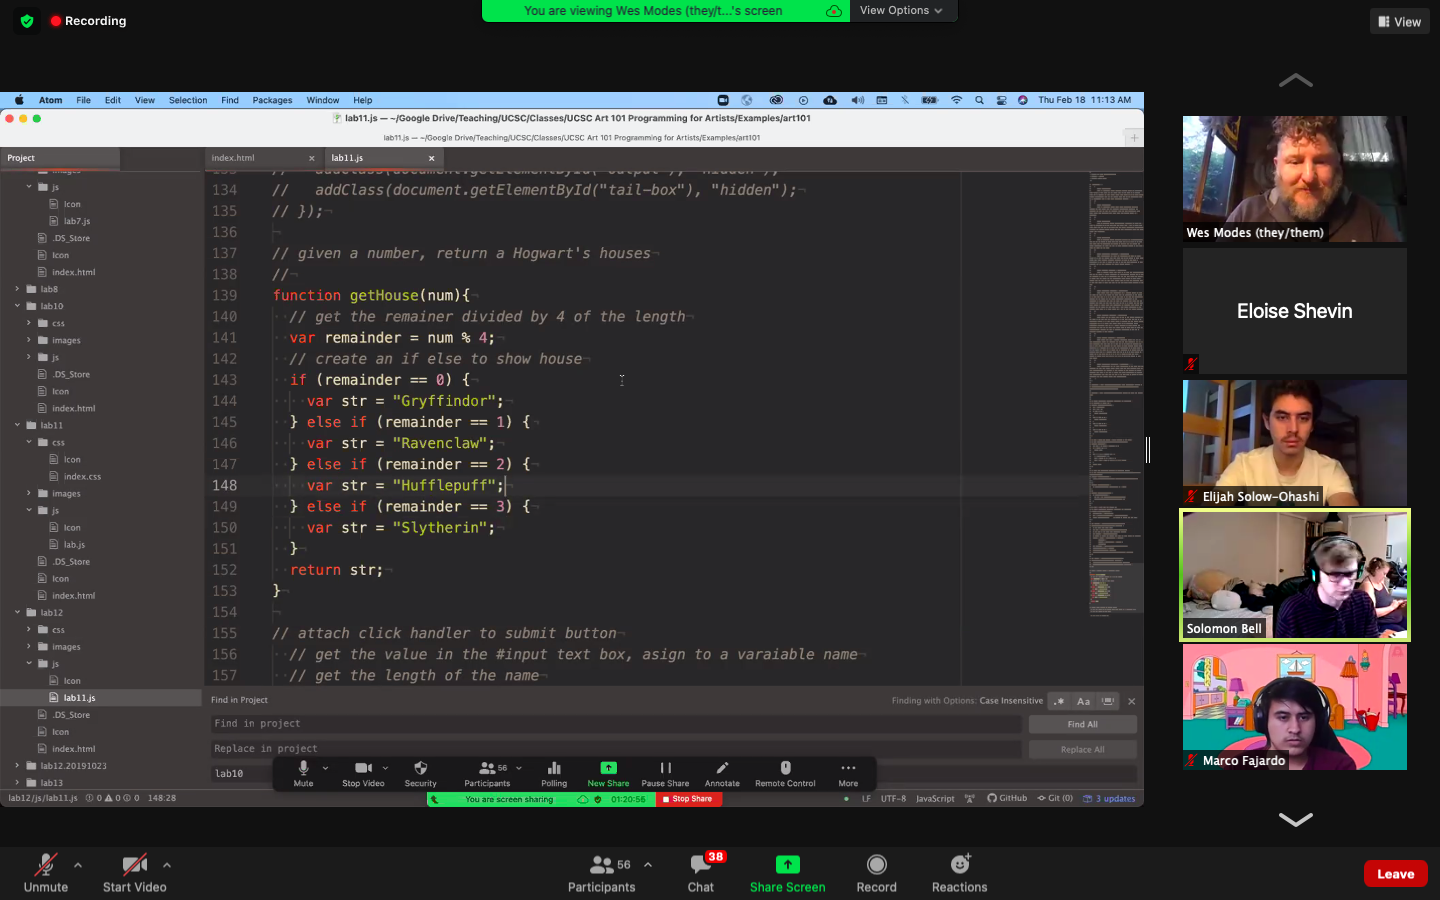 Recording
You are viewing Wes Modes (they/t...'s screen
View Options
View
Atom File Edit View Selection Find Packages Window Help
Thu Feb 18 11:13 AM
lab11.js — ~/Google Drive/Teaching/UCSC/Classes/UCSC Art 101 Programming for Artists/Examples/art101
lab11.js — ~/Google Drive/Teaching/UCSC/Classes/UCSC Art 101 Programming for Artists/Examples/art101
Project
index.html
lab11.js
images
js
Icon
lab7.js
.DS_Store
Icon
index.html
lab8
lab10
css
images
js
.DS_Store
Icon
index.html
lab11
css
Icon
index.css
images
js
Icon
lab.js
.DS_Store
Icon
index.html
lab12
css
images
js
Icon
lab11.js
.DS_Store
Icon
index.html
lab12.20191023
lab13
133 // addClass(document.getElementById("output"), "hidden");
134 // addClass(document.getElementById("tail-box"), "hidden");
135 // });
136
137 // given a number, return a Hogwart's houses
138 //
139 function getHouse(num){
140 // get the remainer divided by 4 of the length
141 var remainder = num % 4;
142 // create an if else to show house
143 if (remainder == 0) {
144 var str = "Gryffindor";
145 } else if (remainder == 1) {
146 var str = "Ravenclaw";
147 } else if (remainder == 2) {
148 var str = "Hufflepuff";
149 } else if (remainder == 3) {
150 var str = "Slytherin";
151 }
152 return str;
153 }
154
155 // attach click handler to submit button
156 // get the value in the #input text box, asign to a varaiable name
157 // get the length of the name
Find in Project
Finding with Options: Case Insensitive
.* Aa
Find in project
Find All
Replace in project
Replace All
lab10
Mute
Stop Video
Security
Participants 56
Polling
New Share
Pause Share
Annotate
Remote Control
More
You are screen sharing
01:20:56
Stop Share
lab12/js/lab11.js 0 0 0 148:28
LF UTF-8 JavaScript GitHub Git (0) 3 updates
Wes Modes (they/them)
Eloise Shevin
Elijah Solow-Ohashi
Solomon Bell
Marco Fajardo
Unmute
Start Video
Participants 56
Chat 38
Share Screen
Record
Reactions
Leave